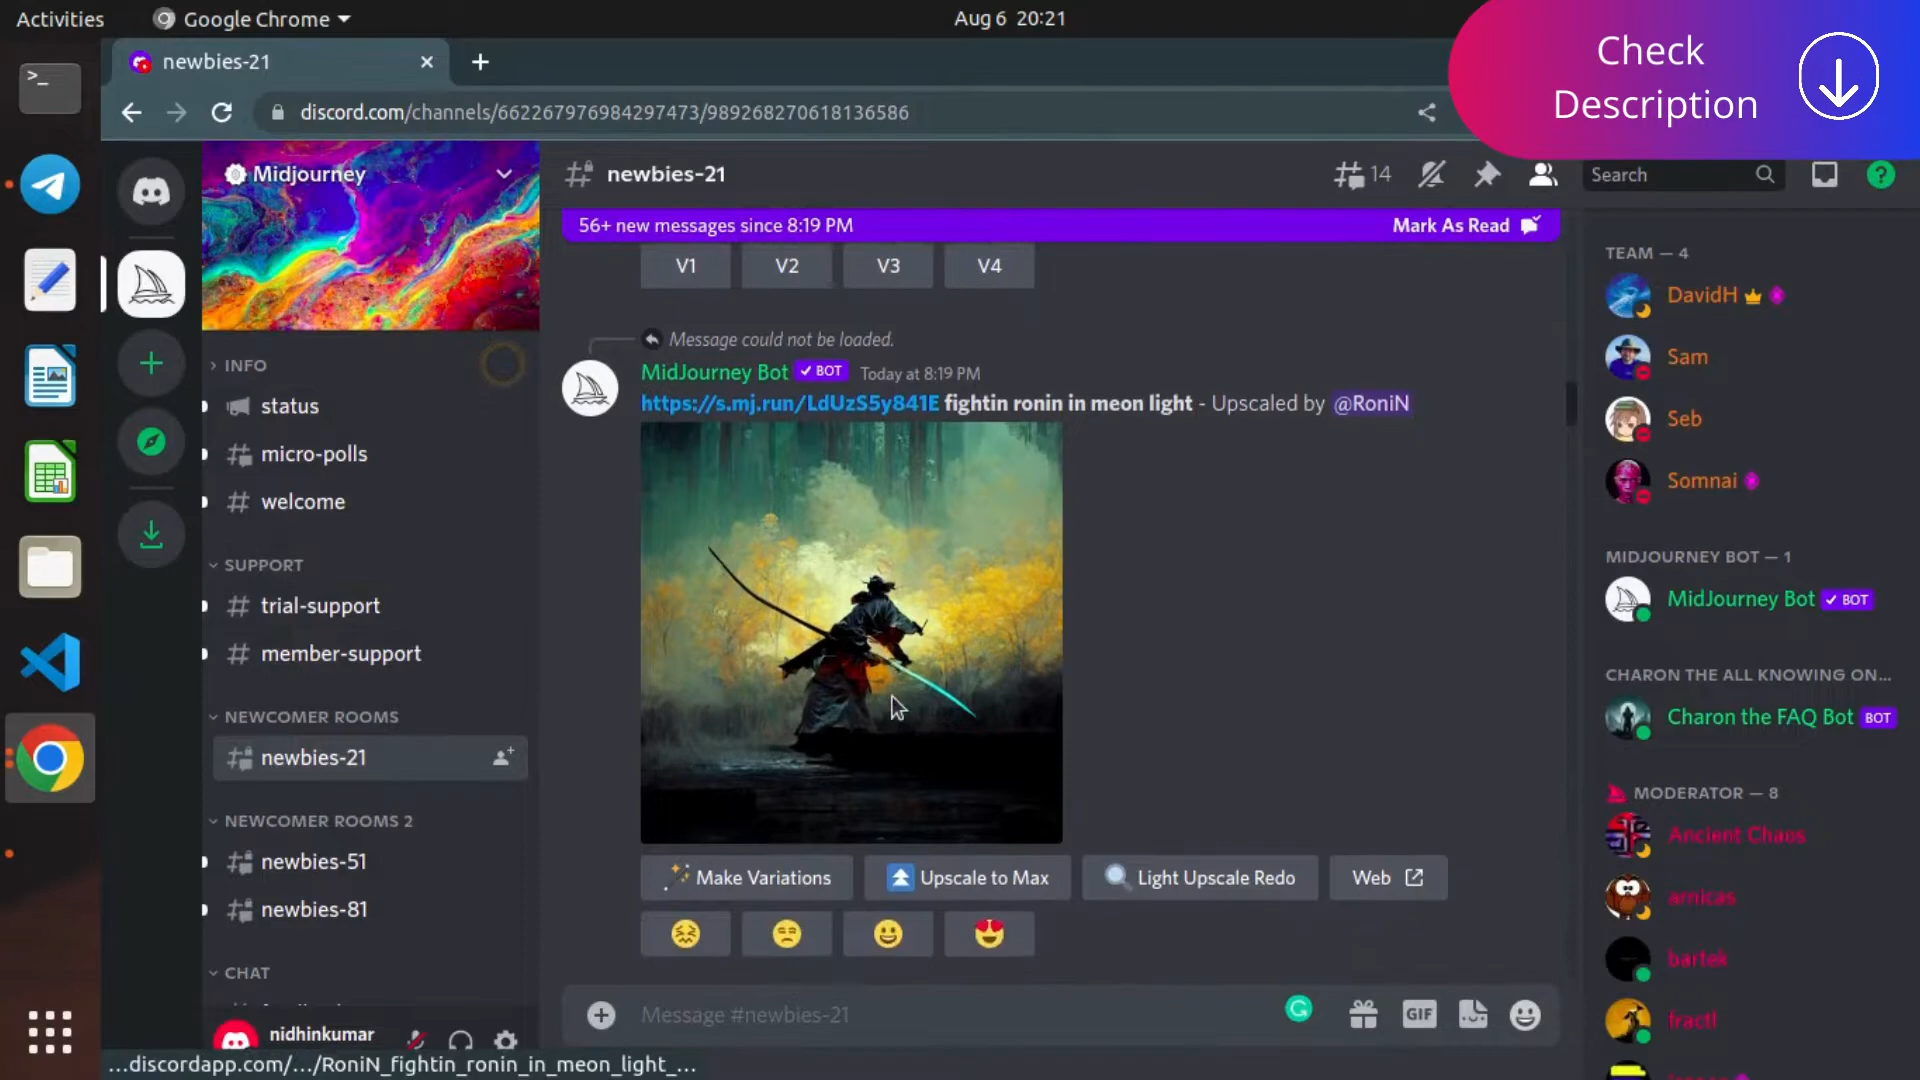 Activities
Google Chrome
Aug 6 20:21
Check
Description
newbies-21
discord.com/channels/662267976984297473/989268270618136586
Midjourney
newbies-21
14
Search
56+ new messages since 8:19 PM
Mark As Read
V1
V2
V3
V4
INFO
status
micro-polls
welcome
SUPPORT
trial-support
member-support
NEWCOMER ROOMS
newbies-21
NEWCOMER ROOMS 2
newbies-51
newbies-81
CHAT
nidhinkumar
Message could not be loaded.
MidJourney Bot ✓ BOT Today at 8:19 PM
https://s.mj.run/LdUzS5y841E fightin ronin in meon light - Upscaled by @RoniN
Make Variations
Upscale to Max
Light Upscale Redo
Web
Message #newbies-21
GIF
TEAM — 4
DavidH
Sam
Seb
Somnai
MIDJOURNEY BOT — 1
MidJourney Bot ✓ BOT
CHARON THE ALL KNOWING ON...
Charon the FAQ Bot BOT
MODERATOR — 8
Ancient Chaos
arnicas
bartek
fractl
...discordapp.com/.../RoniN_fightin_ronin_in_meon_light_...